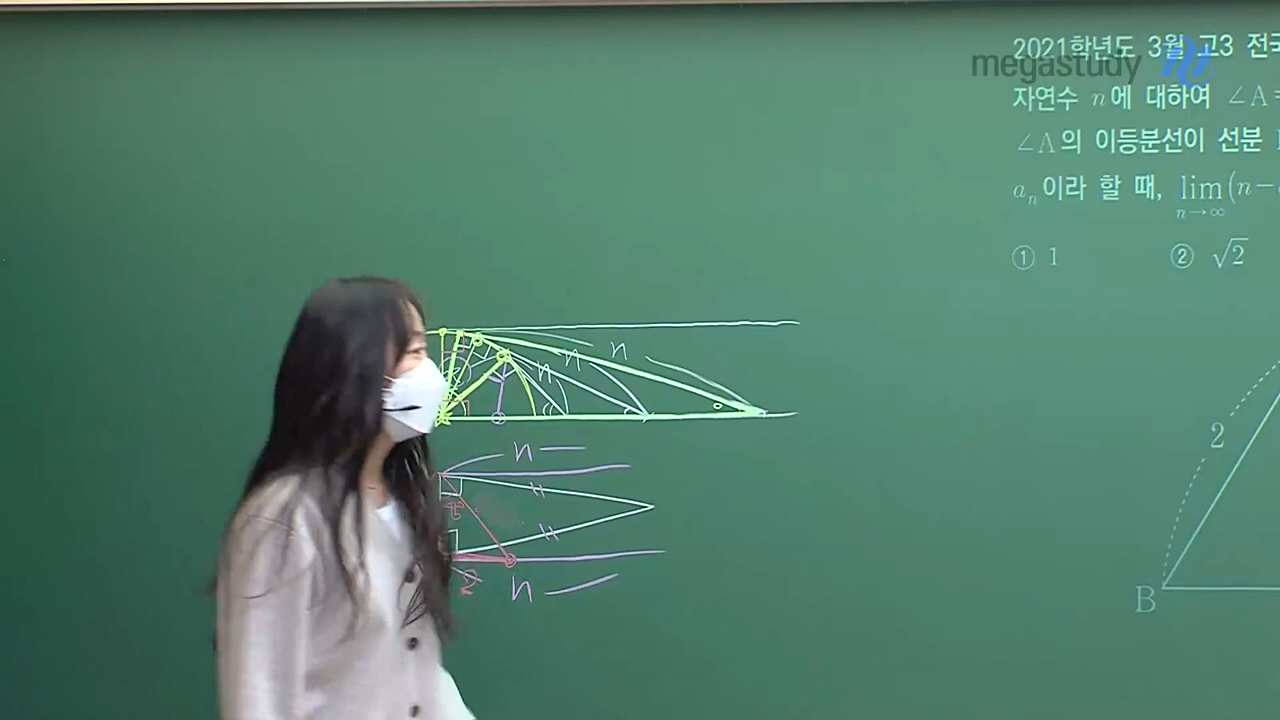 2021학년도 3월 고3 전국
megastudy
자연수 n에 대하여 ∠A=
∠A의 이등분선이 선분
aₙ이라 할 때, lim(n-
n→∞
① 1 ② √2
n
n
n
n
n
2
2
B